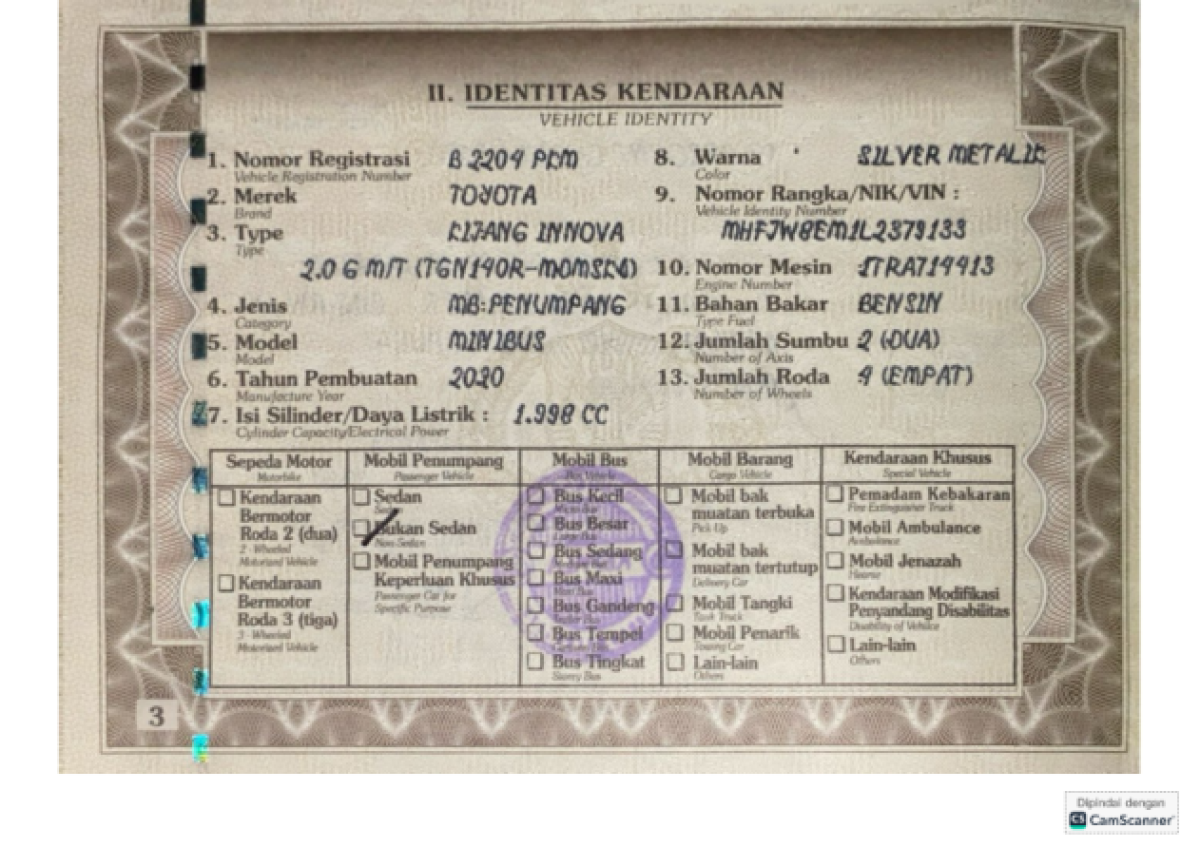 II. IDENTITAS KENDARAAN
VEHICLE IDENTITY
1. Nomor Registrasi B 2209 PKM
Vehicle Registration Number
2. Merek TOYOTA
Brand
3. Type KIJANG INNOVA
Type
2.0 G M/T (TGN140R-MDMSKD)
4. Jenis MB:PENUMPANG
Category
5. Model MINIBUS
Model
6. Tahun Pembuatan 2020
Manufacture Year
7. Isi Silinder/Daya Listrik : 1.998 CC
Cylinder Capacity/Electrical Power
8. Warna SILVER METALIK
Color
9. Nomor Rangka/NIK/VIN :
Vehicle Identity Number
MHFJW8EM1L2379133
10. Nomor Mesin 1TRA719913
Engine Number
11. Bahan Bakar BENSIN
Type Fuel
12. Jumlah Sumbu 2 (DUA)
Number of Axis
13. Jumlah Roda 4 (EMPAT)
Number of Wheels
Sepeda Motor
Motorbike
Kendaraan
Bermotor
Roda 2 (dua)
2 - Wheeled
Motorized Vehicle
Kendaraan
Bermotor
Roda 3 (tiga)
3 - Wheeled
Motorized Vehicle
Mobil Penumpang
Passenger Vehicle
Sedan
Bukan Sedan
Non-Sedan
Mobil Penumpang
Keperluan Khusus
Passenger Car for
Specific Purpose
Mobil Bus
Bus Kecil
Bus Besar
Bus Sedang
Bus Maxi
Bus Gandeng
Bus Tempel
Bus Tingkat
Storey Bus
Mobil Barang
Cargo Vehicle
Mobil bak
muatan terbuka
Pick Up
Mobil bak
muatan tertutup
Delivery Car
Mobil Tangki
Tank Truck
Mobil Penarik
Towing Car
Lain-lain
Others
Kendaraan Khusus
Special Vehicle
Pemadam Kebakaran
Fire Extinguisher Truck
Mobil Ambulance
Ambulance
Mobil Jenazah
Hearse
Kendaraan Modifikasi
Penyandang Disabilitas
Disability of Vehilce
Lain-lain
Others
3
Dipindai dengan
CS CamScanner